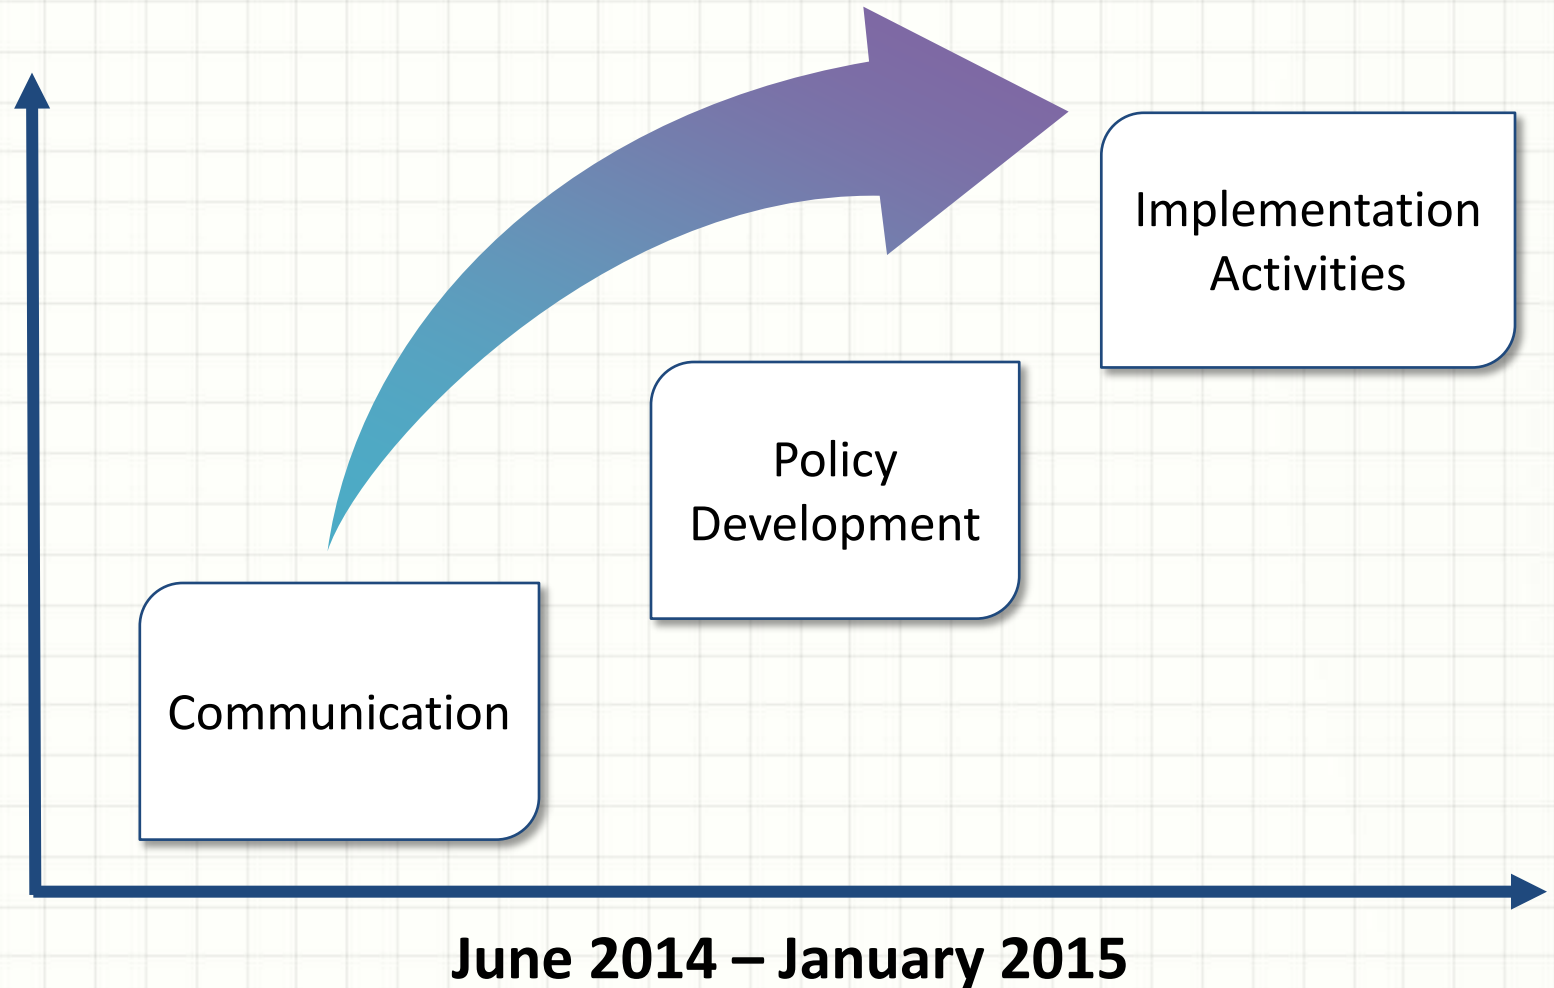 Implementation
Activities
Policy
Development
Communication
June 2014 – January 2015